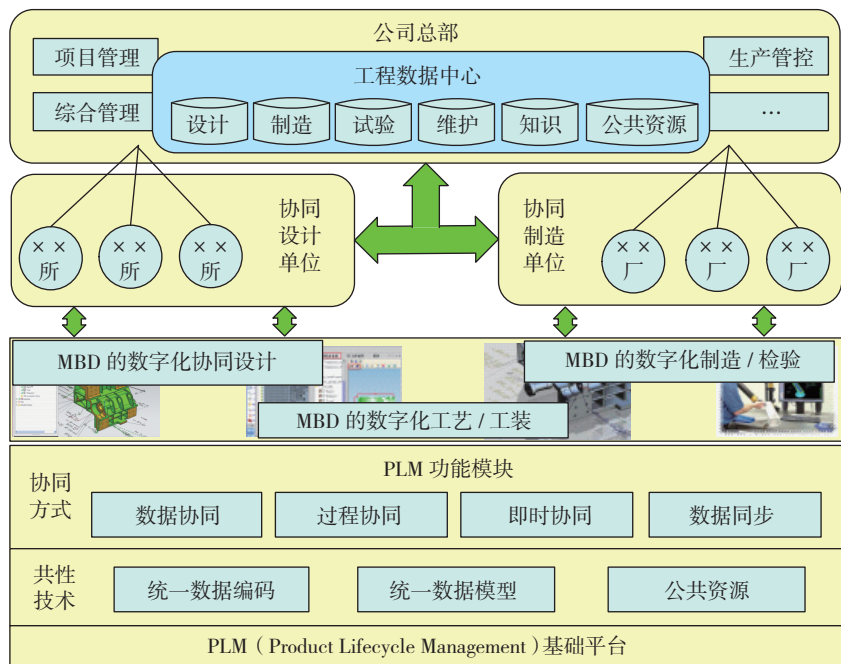 公司总部
项目管理
生产管控
工程数据中心
综合管理
…
设计
制造
试验
维护
知识
公共资源
××
所
××
所
××
所
协同
设计
单位
协同
制造
单位
××
厂
××
厂
××
厂
MBD 的数字化协同设计
MBD 的数字化制造 / 检验
MBD 的数字化工艺 / 工装
PLM 功能模块
协同
方式
数据协同
过程协同
即时协同
数据同步
共性
技术
统一数据编码
统一数据模型
公共资源
PLM（Product Lifecycle Management）基础平台